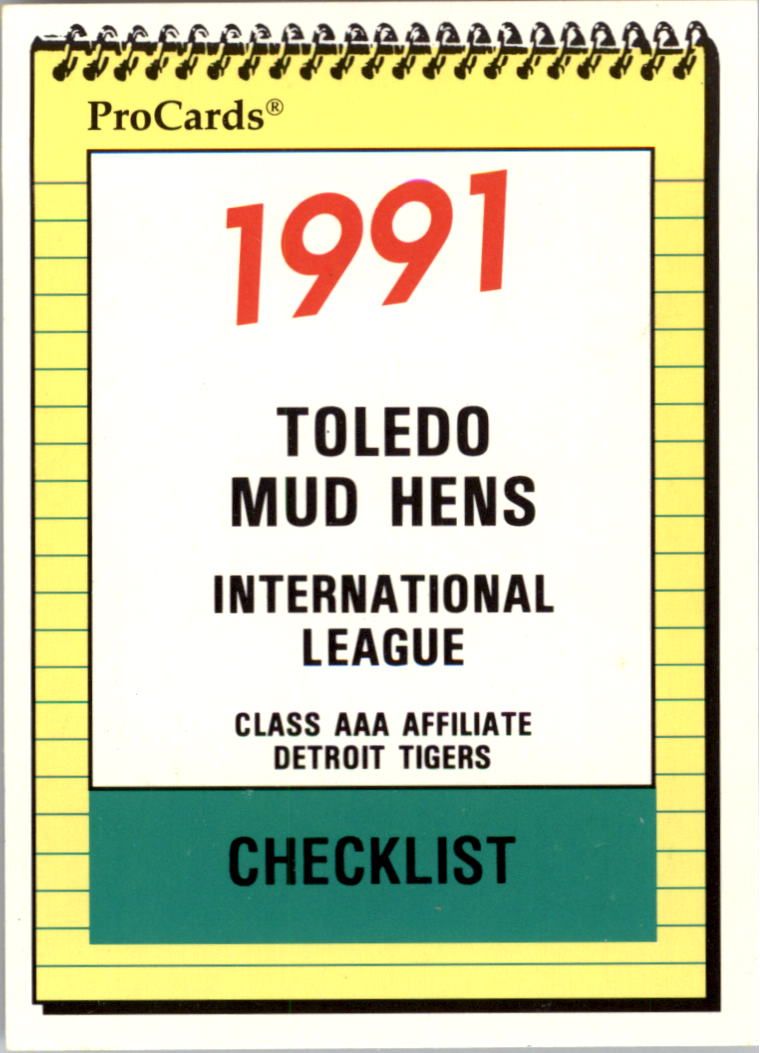 ProCards®
1991
TOLEDO
MUD HENS
INTERNATIONAL
LEAGUE
CLASS AAA AFFILIATE
DETROIT TIGERS
CHECKLIST